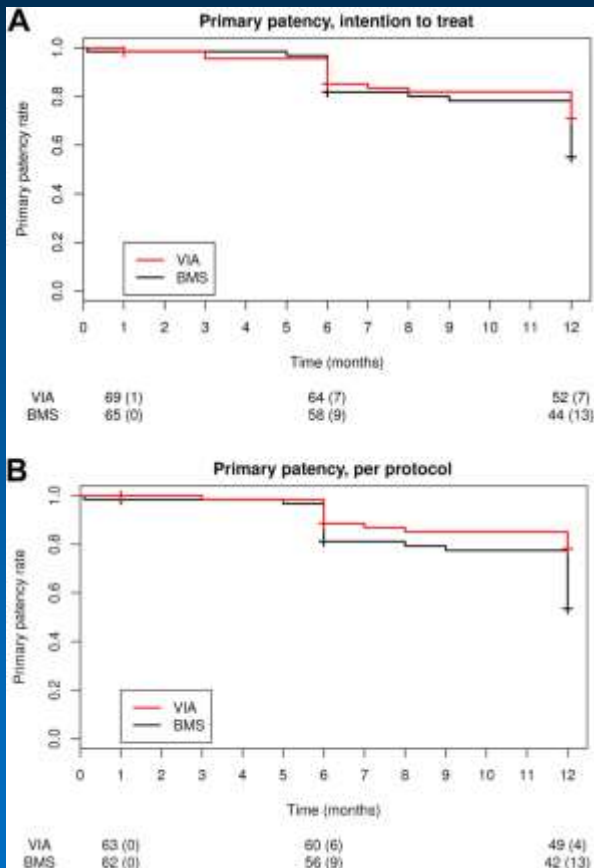 A
Primary patency, intention to treat
Primary patency rate
1.0
0.8
0.6
0.4
0.2
0.0
VIA
BMS
0 1 2 3 4 5 6 7 8 9 10 11 12
Time (months)
VIA 69 (1) 64 (7) 52 (7)
BMS 65 (0) 58 (9) 44 (13)
B
Primary patency, per protocol
Primary patency rate
1.0
0.8
0.6
0.4
0.2
0.0
VIA
BMS
0 1 2 3 4 5 6 7 8 9 10 11 12
Time (months)
VIA 63 (0) 60 (6) 49 (4)
BMS 62 (0) 56 (9) 42 (13)